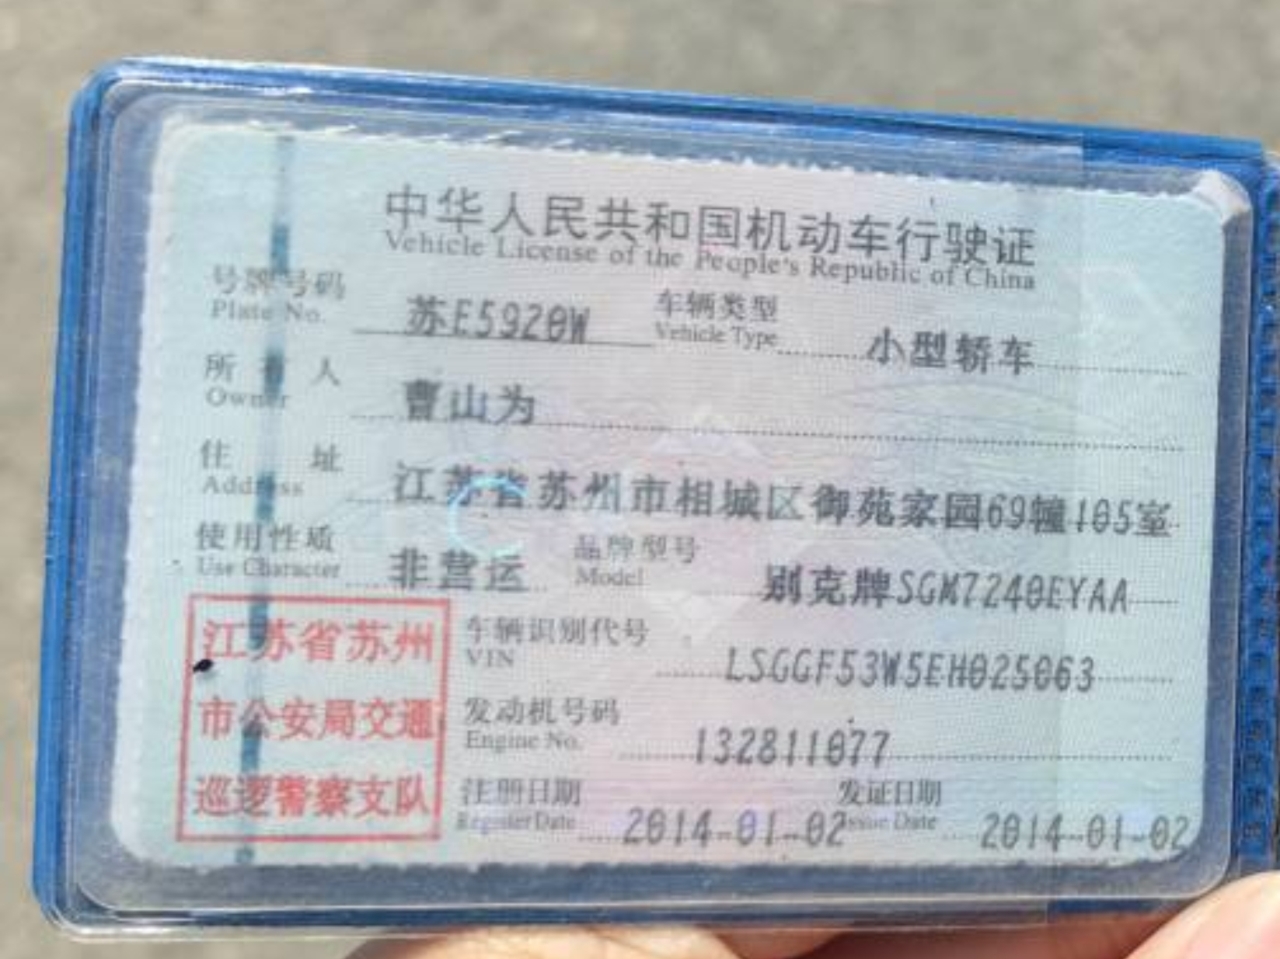 中华人民共和国机动车行驶证
Vehicle License of the People's Republic of China
号牌号码 苏E5920W 车辆类型 小型轿车
Plate No. Vehicle Type
所有人 曹山为
Owner
住址 江苏省苏州市相城区御苑家园69幢105室
Address
使用性质 非营运 品牌型号 别克牌SGM7240EYAA
Use Character Model
江苏省苏州
市公安局交通
巡逻警察支队
车辆识别代号 LSGGF53W5EH025063
VIN
发动机号码 132811077
Engine No.
注册日期 2014-01-02 发证日期 2014-01-02
Register Date Issue Date